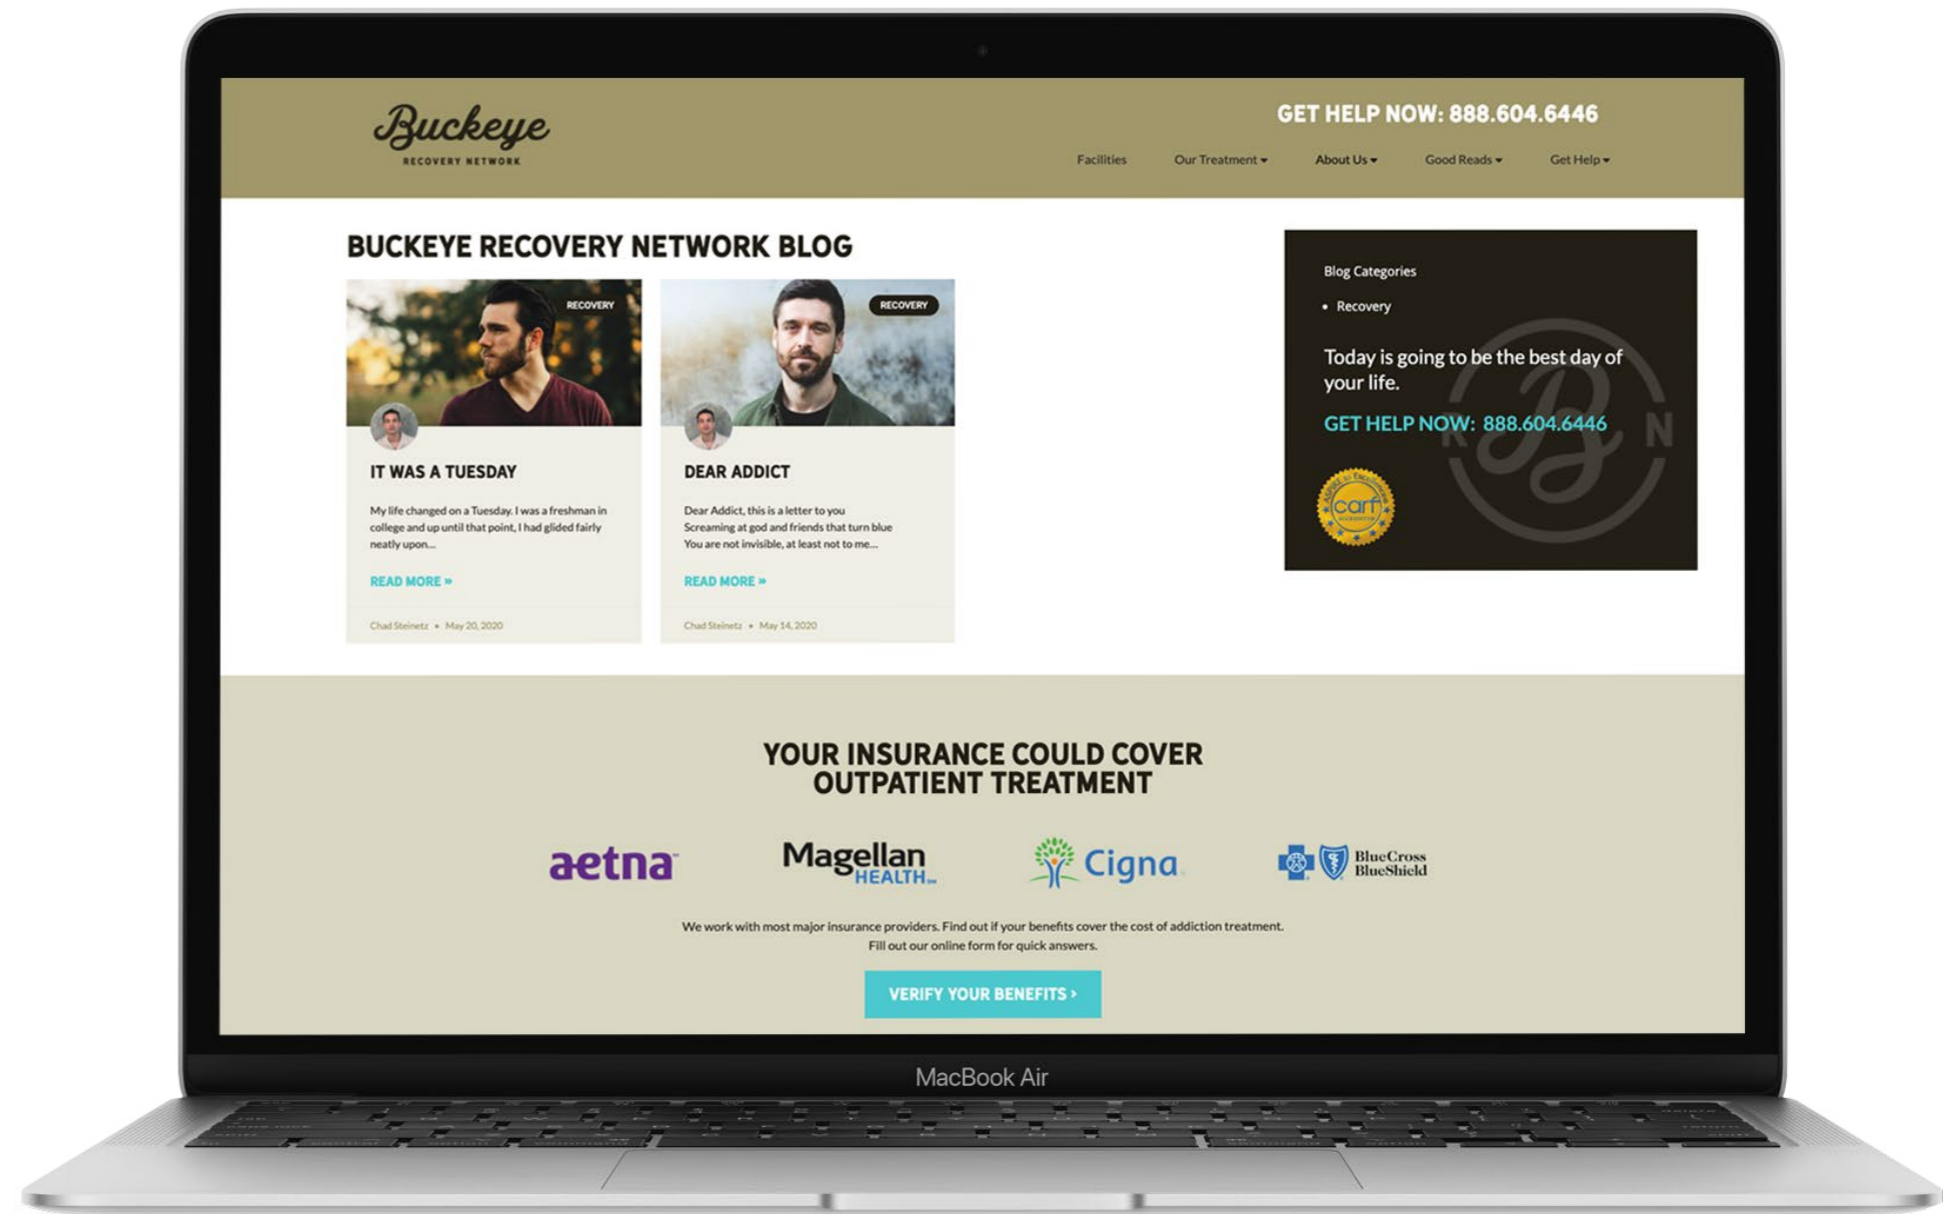 Buckeye
RECOVERY NETWORK
GET HELP NOW: 888.604.6446
Facilities
Our Treatment
About Us
Good Reads
Get Help
BUCKEYE RECOVERY NETWORK BLOG
RECOVERY
IT WAS A TUESDAY
My life changed on a Tuesday. I was a freshman in
college and up until that point, I had glided fairly
neatly upon...
READ MORE »
Chad Steinetz • May 20, 2020
RECOVERY
DEAR ADDICT
Dear Addict, this is a letter to you
Screaming at god and friends that turn blue
You are not invisible, at least not to me...
READ MORE »
Chad Steinetz • May 14, 2020
Blog Categories
• Recovery
Today is going to be the best day of
your life.
GET HELP NOW: 888.604.6446
R B N
ASPIRE to Excellence
carf
ACCREDITED
YOUR INSURANCE COULD COVER
OUTPATIENT TREATMENT
aetna™
Magellan
HEALTH
Cigna
BlueCross
BlueShield
We work with most major insurance providers. Find out if your benefits cover the cost of addiction treatment.
Fill out our online form for quick answers.
VERIFY YOUR BENEFITS ›
MacBook Air